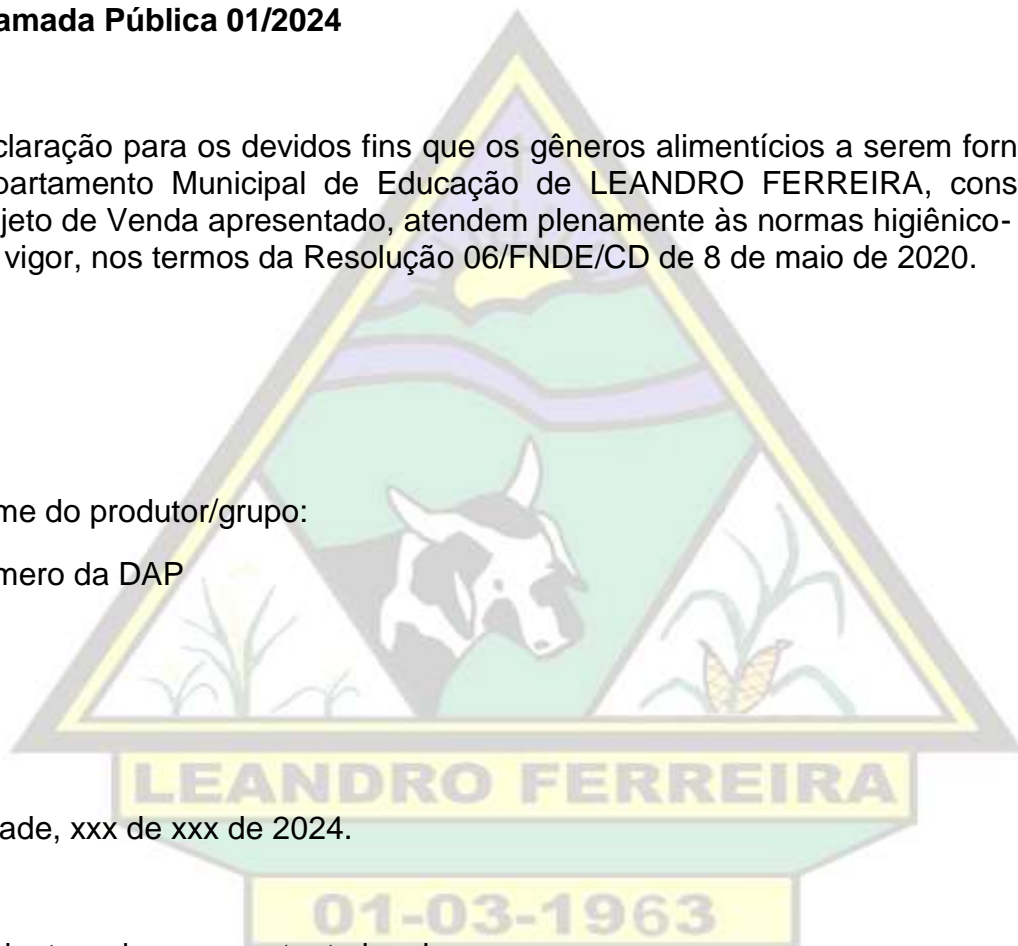 amada Pública 01/2024
claração para os devidos fins que os gêneros alimentícios a serem forn
partamento Municipal de Educação de LEANDRO FERREIRA, cons
jeto de Venda apresentado, atendem plenamente às normas higiênico-
vigor, nos termos da Resolução 06/FNDE/CD de 8 de maio de 2020.
me do produtor/grupo:
mero da DAP
LEANDRO FERREIRA
ade, xxx de xxx de 2024.
01-03-1963